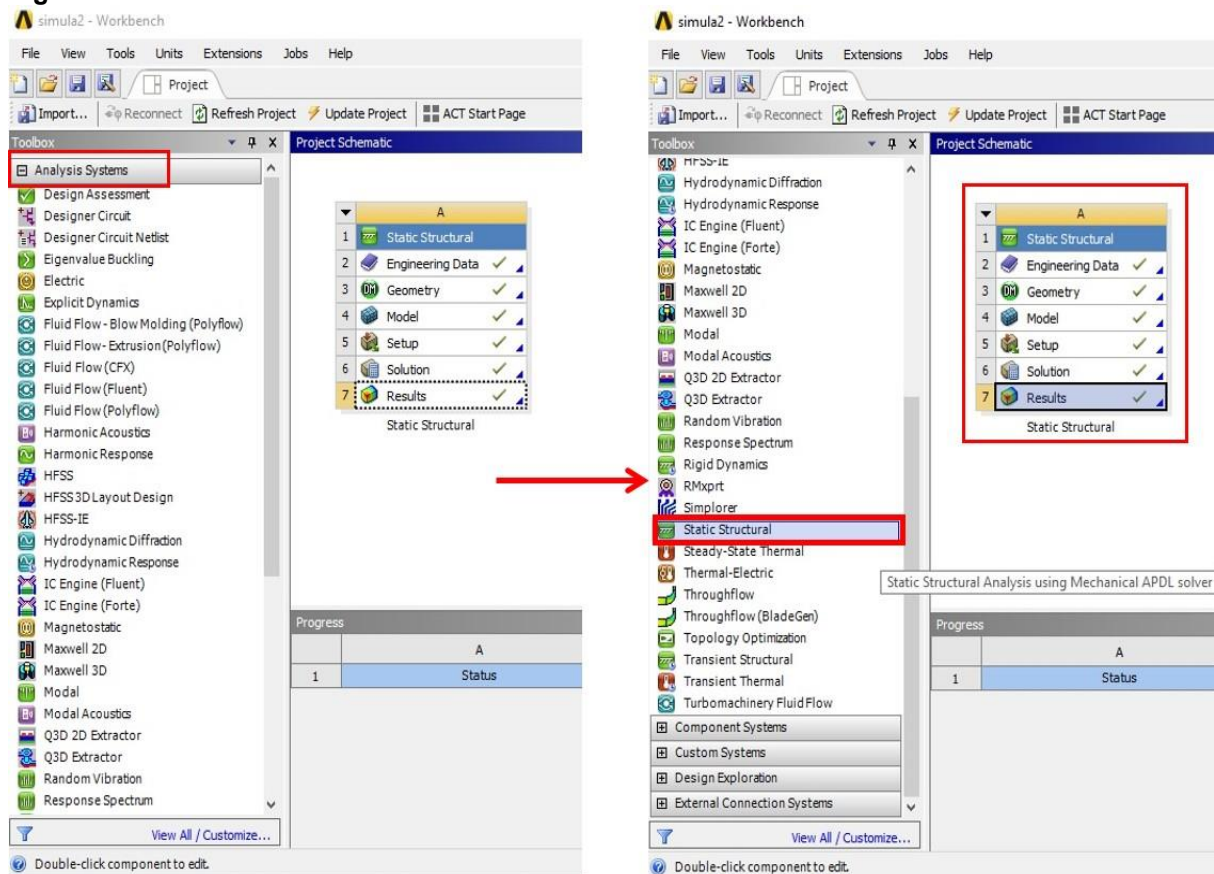 simula2 - Workbench
File View Tools Units Extensions Jobs Help
Project
Import... Reconnect Refresh Project Update Project ACT Start Page
Toolbox
Analysis Systems
Design Assessment
Designer Circuit
Designer Circuit Netlist
Eigenvalue Buckling
Electric
Explicit Dynamics
Fluid Flow - Blow Molding (Polyflow)
Fluid Flow - Extrusion (Polyflow)
Fluid Flow (CFX)
Fluid Flow (Fluent)
Fluid Flow (Polyflow)
Harmonic Acoustics
Harmonic Response
HFSS
HFSS 3D Layout Design
HFSS-IE
Hydrodynamic Diffraction
Hydrodynamic Response
IC Engine (Fluent)
IC Engine (Forte)
Magnetostatic
Maxwell 2D
Maxwell 3D
Modal
Modal Acoustics
Q3D 2D Extractor
Q3D Extractor
Random Vibration
Response Spectrum
View All / Customize...
Double-click component to edit.
Project Schematic
A
1 Static Structural
2 Engineering Data
3 Geometry
4 Model
5 Setup
6 Solution
7 Results
Static Structural
Progress
A
1 Status
simula2 - Workbench
File View Tools Units Extensions Jobs Help
Project
Import... Reconnect Refresh Project Update Project ACT Start Page
Toolbox
HFSS-IE
Hydrodynamic Diffraction
Hydrodynamic Response
IC Engine (Fluent)
IC Engine (Forte)
Magnetostatic
Maxwell 2D
Maxwell 3D
Modal
Modal Acoustics
Q3D 2D Extractor
Q3D Extractor
Random Vibration
Response Spectrum
Rigid Dynamics
RMxprt
Simplorer
Static Structural
Steady-State Thermal
Thermal-Electric
Throughflow
Throughflow (BladeGen)
Topology Optimization
Transient Structural
Transient Thermal
Turbomachinery Fluid Flow
Component Systems
Custom Systems
Design Exploration
External Connection Systems
View All / Customize...
Double-click component to edit.
Project Schematic
A
1 Static Structural
2 Engineering Data
3 Geometry
4 Model
5 Setup
6 Solution
7 Results
Static Structural
Static Structural Analysis using Mechanical APDL solver
Progress
A
1 Status